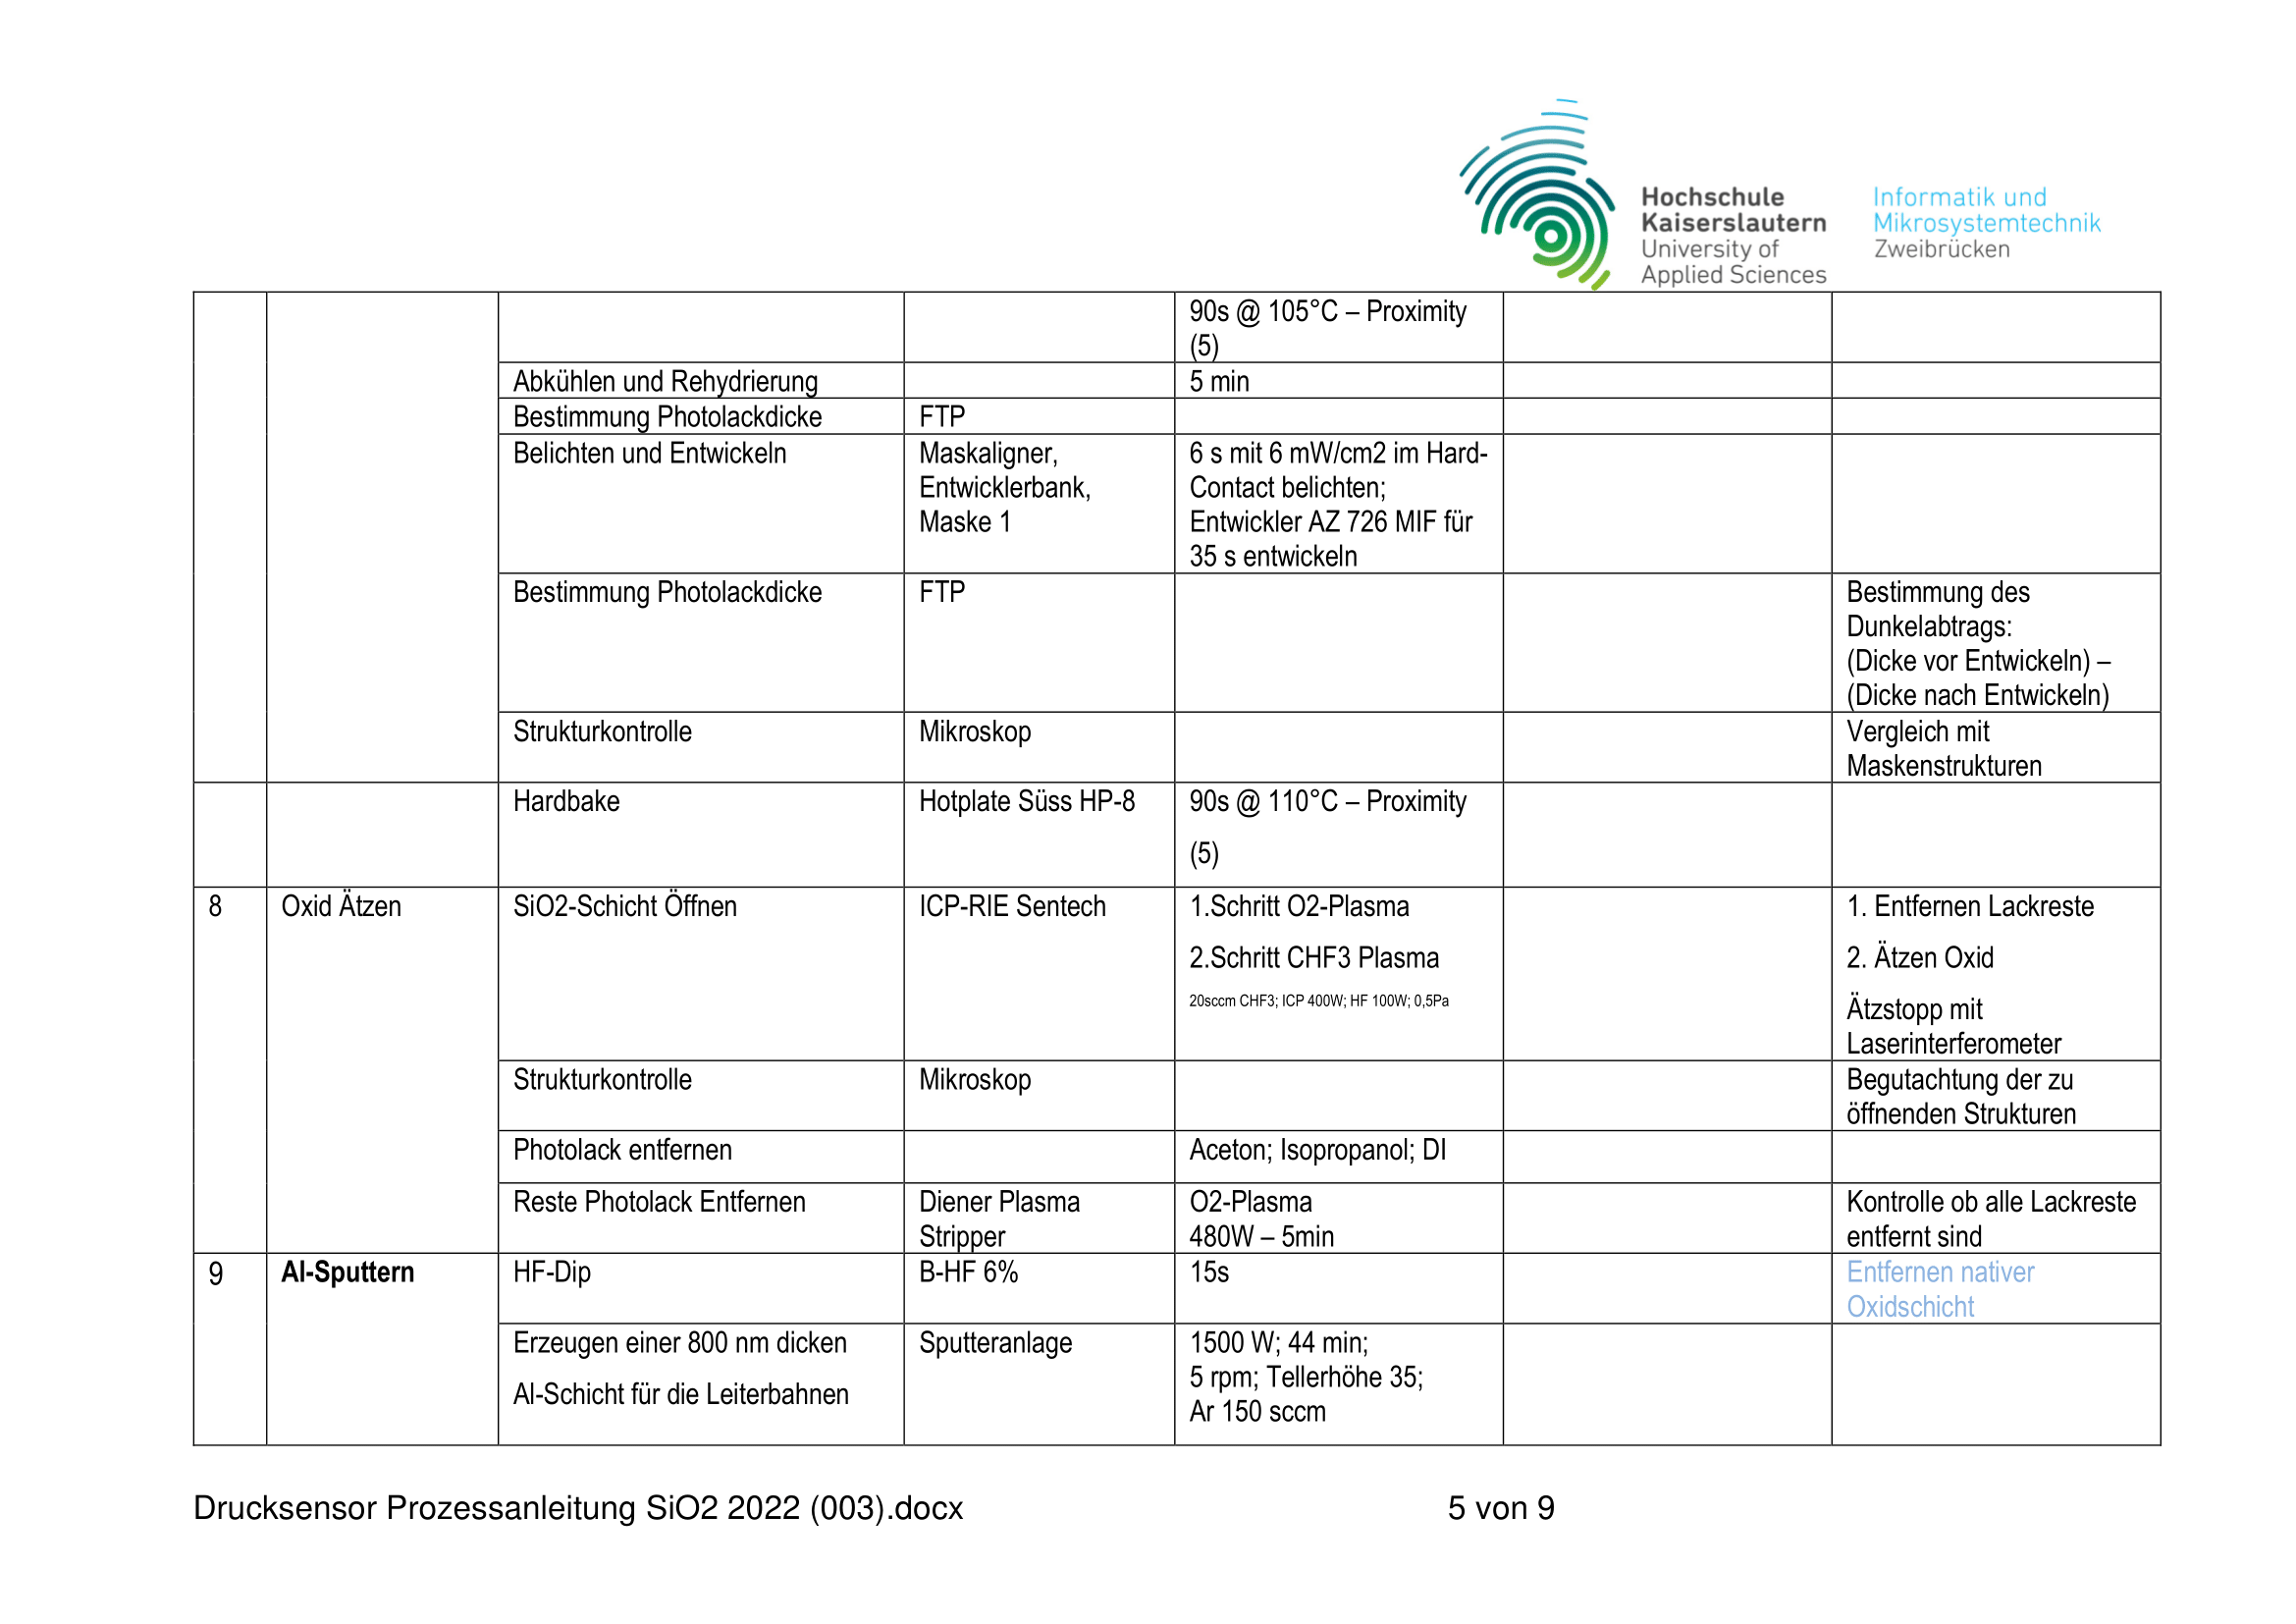 Hochschule
Kaiserslautern
University of
Applied Sciences
Informatik und
Mikrosystemtechnik
Zweibrücken
90s @ 105°C – Proximity
(5)
Abkühlen und Rehydrierung
5 min
Bestimmung Photolackdicke
FTP
Belichten und Entwickeln
Maskaligner,
Entwicklerbank,
Maske 1
6 s mit 6 mW/cm2 im Hard-
Contact belichten;
Entwickler AZ 726 MIF für
35 s entwickeln
Bestimmung Photolackdicke
FTP
Bestimmung des
Dunkelabtrags:
(Dicke vor Entwickeln) –
(Dicke nach Entwickeln)
Strukturkontrolle
Mikroskop
Vergleich mit
Maskenstrukturen
Hardbake
Hotplate Süss HP-8
90s @ 110°C – Proximity
(5)
8
Oxid Ätzen
SiO2-Schicht Öffnen
ICP-RIE Sentech
1.Schritt O2-Plasma
2.Schritt CHF3 Plasma
20sccm CHF3; ICP 400W; HF 100W; 0,5Pa
1. Entfernen Lackreste
2. Ätzen Oxid
Ätzstopp mit
Laserinterferometer
Strukturkontrolle
Mikroskop
Begutachtung der zu
öffnenden Strukturen
Photolack entfernen
Aceton; Isopropanol; DI
Reste Photolack Entfernen
Diener Plasma
Stripper
O2-Plasma
480W – 5min
Kontrolle ob alle Lackreste
entfernt sind
9
Al-Sputtern
HF-Dip
B-HF 6%
15s
Entfernen nativer
Oxidschicht
Erzeugen einer 800 nm dicken
Al-Schicht für die Leiterbahnen
Sputteranlage
1500 W; 44 min;
5 rpm; Tellerhöhe 35;
Ar 150 sccm
Drucksensor Prozessanleitung SiO2 2022 (003).docx
5 von 9